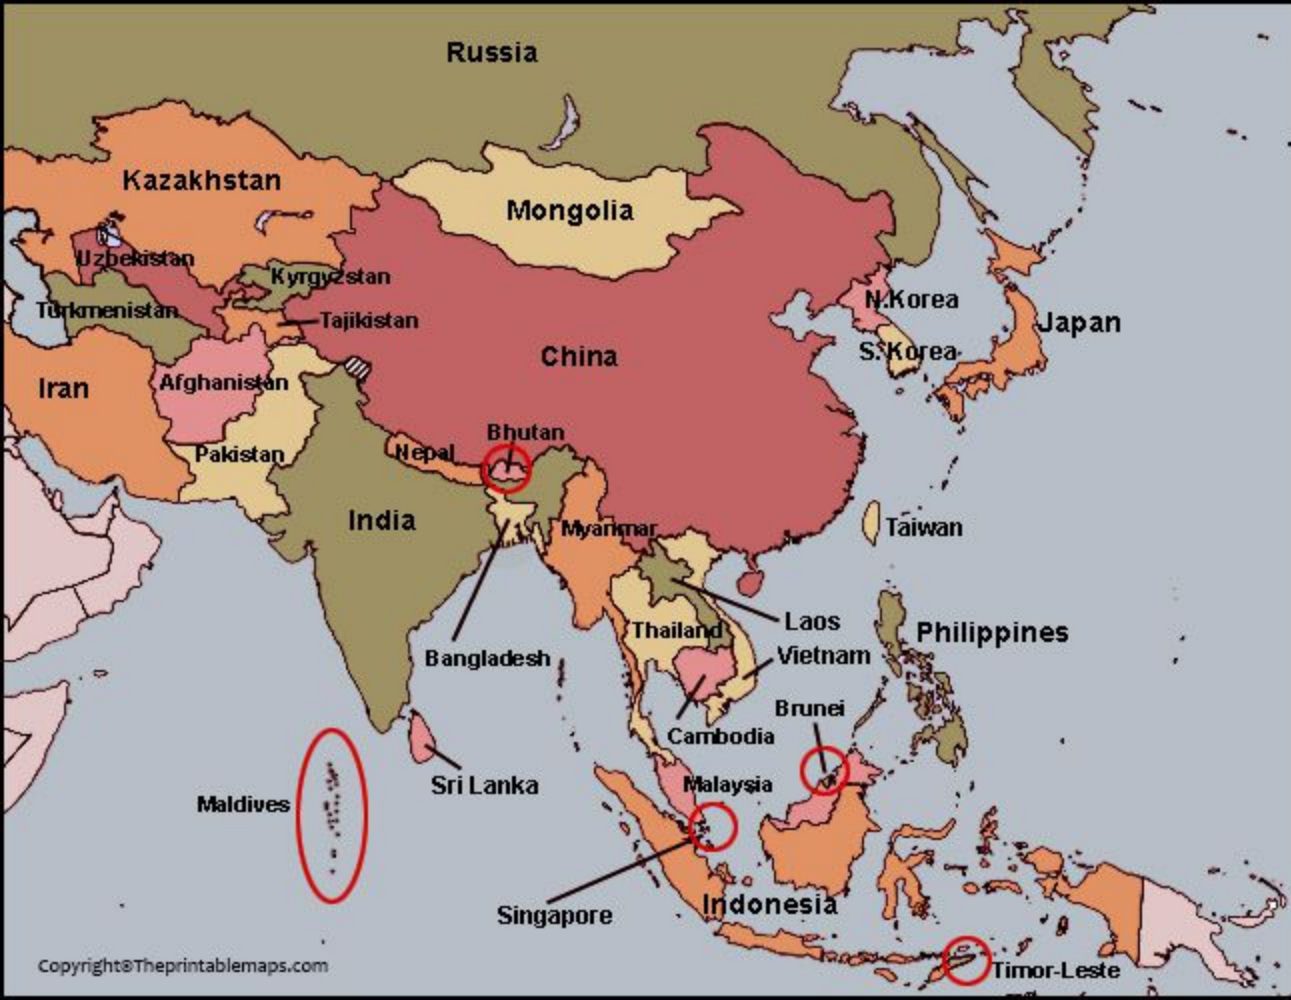 Russia
Kazakhstan
Mongolia
Uzbekistan
Kyrgyzstan
Turkmenistan
Tajikistan
N.Korea
Japan
S. Korea
China
Iran
Afghanistan
Bhutan
Pakistan
Nepal
India
Myanmar
Taiwan
Laos
Thailand
Philippines
Bangladesh
Vietnam
Brunei
Cambodia
Sri Lanka
Malaysia
Maldives
Singapore
Indonesia
Timor-Leste
Copyright©Theprintablemaps.com